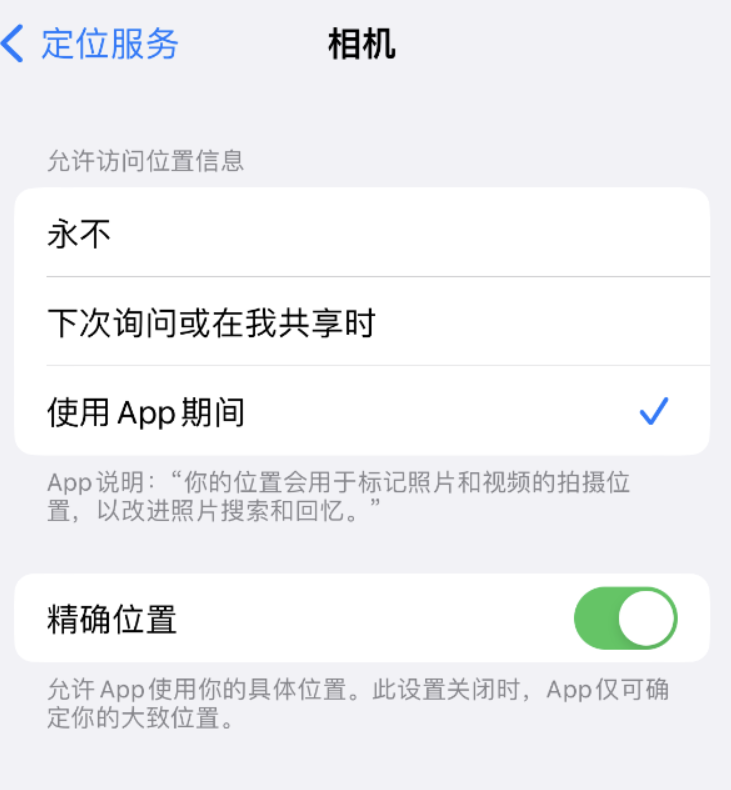 定位服务
相机
允许访问位置信息
永不
下次询问或在我共享时
使用 App 期间
App 说明：“你的位置会用于标记照片和视频的拍摄位
置，以改进照片搜索和回忆。”
精确位置
允许 App 使用你的具体位置。此设置关闭时，App 仅可确
定你的大致位置。